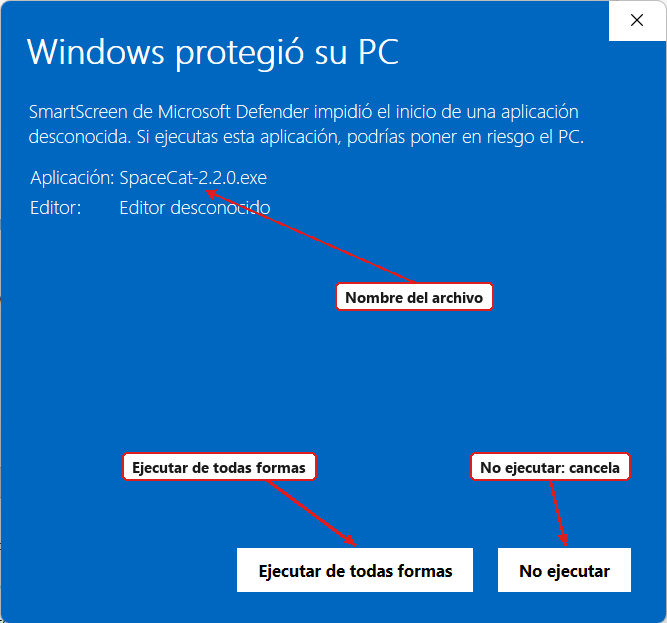 Windows protegió su PC
SmartScreen de Microsoft Defender impidió el inicio de una aplicación
desconocida. Si ejecutas esta aplicación, podrías poner en riesgo el PC.
Aplicación: SpaceCat-2.2.0.exe
Editor: Editor desconocido
Nombre del archivo
Ejecutar de todas formas
No ejecutar: cancela
Ejecutar de todas formas
No ejecutar